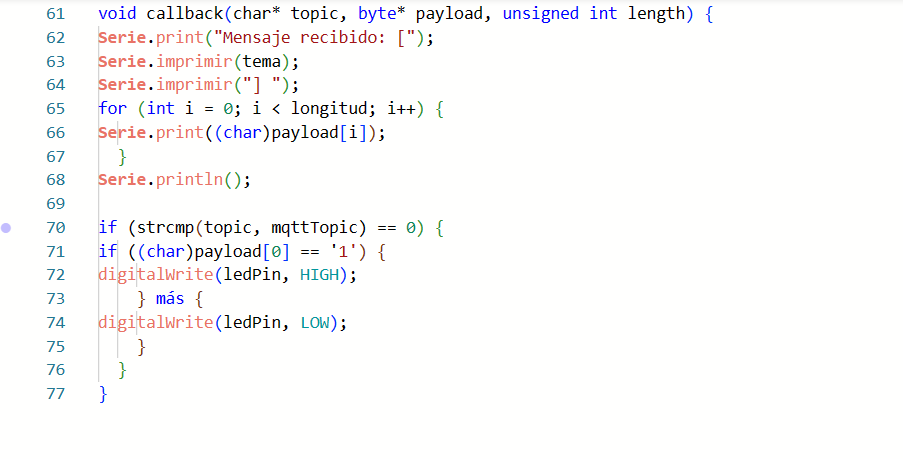 61 void callback(char* topic, byte* payload, unsigned int length) {
62 Serie.print("Mensaje recibido: [");
63 Serie.imprimir(tema);
64 Serie.imprimir("] ");
65 for (int i = 0; i < longitud; i++) {
66 Serie.print((char)payload[i]);
67 }
68 Serie.println();
69
70 if (strcmp(topic, mqttTopic) == 0) {
71 if ((char)payload[0] == '1') {
72 digitalWrite(ledPin, HIGH);
73 } más {
74 digitalWrite(ledPin, LOW);
75 }
76 }
77 }